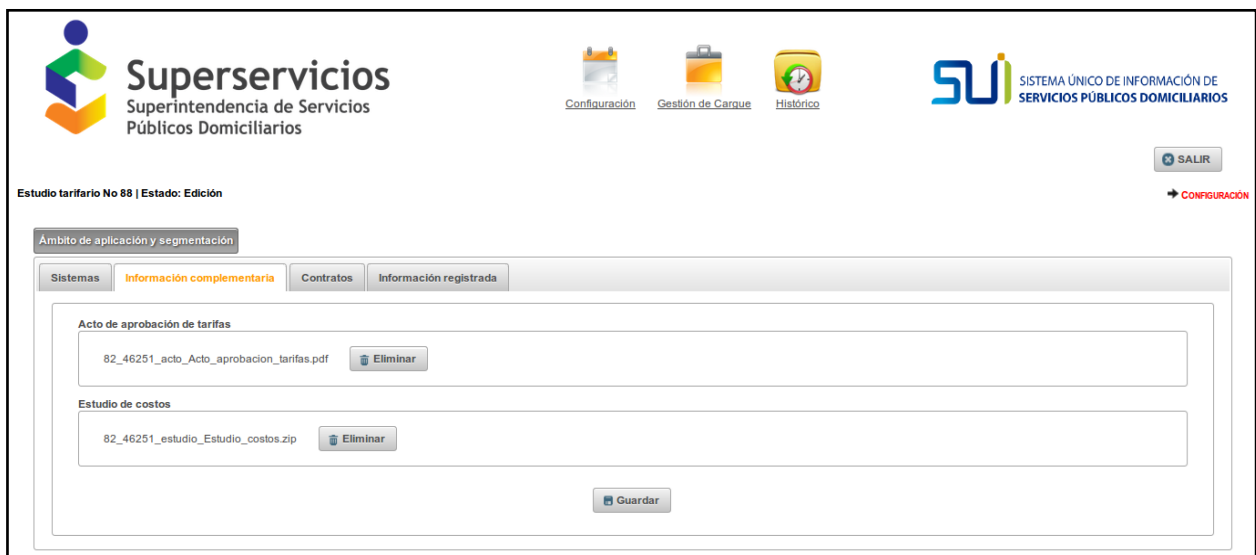 Superservicios
Superintendencia de Servicios
Públicos Domiciliarios
Configuración
Gestión de Cargue
Histórico
sui
SISTEMA ÚNICO DE INFORMACIÓN DE
SERVICIOS PÚBLICOS DOMICILIARIOS
SALIR
Estudio tarifario No 88 | Estado: Edición
CONFIGURACIÓN
Ámbito de aplicación y segmentación
Sistemas
Información complementaria
Contratos
Información registrada
Acto de aprobación de tarifas
82_46251_acto_Acto_aprobacion_tarifas.pdf
Eliminar
Estudio de costos
82_46251_estudio_Estudio_costos.zip
Eliminar
Guardar